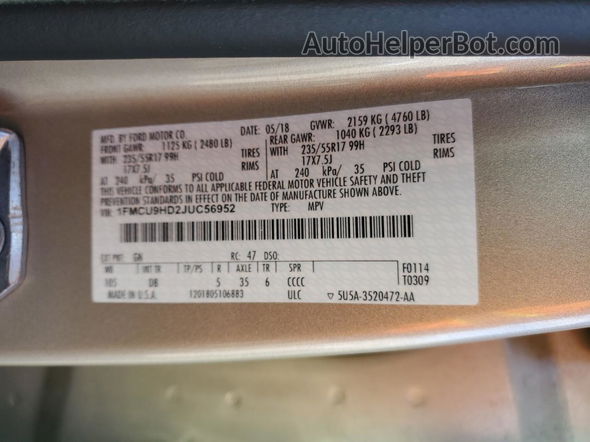 AutoHelperBot.com
MFD. BY FORD MOTOR CO. DATE: 05/18 GVWR: 2159 KG ( 4760 LB)
FRONT GAWR: 1125 KG ( 2480 LB) REAR GAWR: 1040 KG ( 2293 LB)
WITH 235/55R17 99H TIRES WITH 235/55R17 99H TIRES
17X7.5J RIMS 17X7.5J RIMS
AT 240 kPa/ 35 PSI COLD AT 240 kPa/ 35 PSI COLD
THIS VEHICLE CONFORMS TO ALL APPLICABLE FEDERAL MOTOR VEHICLE SAFETY AND THEFT
PREVENTION STANDARDS IN EFFECT ON THE DATE OF MANUFACTURE SHOWN ABOVE.
VIN: 1FMCU9HD2JUC56952 TYPE: MPV
EXT PNT: GN RC: 47 DSO:
WB INT TR TP/PS R AXLE TR SPR F0114
105 DB 5 35 6 CCCC T0309
MADE IN U.S.A. 1201805106883 ULC ▽ 5U5A-3520472-AA